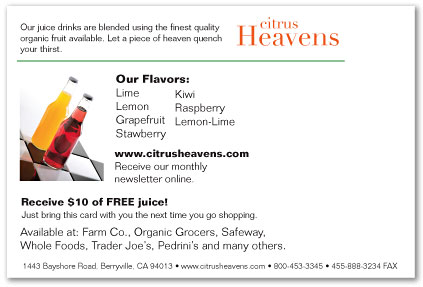 Our juice drinks are blended using the finest quality
organic fruit available. Let a piece of heaven quench
your thirst.
citrus
Heavens
Our Flavors:
Lime
Lemon
Grapefruit
Stawberry
Kiwi
Raspberry
Lemon-Lime
www.citrusheavens.com
Receive our monthly
newsletter online.
Receive $10 of FREE juice!
Just bring this card with you the next time you go shopping.
Available at: Farm Co., Organic Grocers, Safeway,
Whole Foods, Trader Joe's, Pedrini's and many others.
1443 Bayshore Road, Berryville, CA 94013 • www.citrusheavens.com • 800-453-3345 • 455-888-3234 FAX